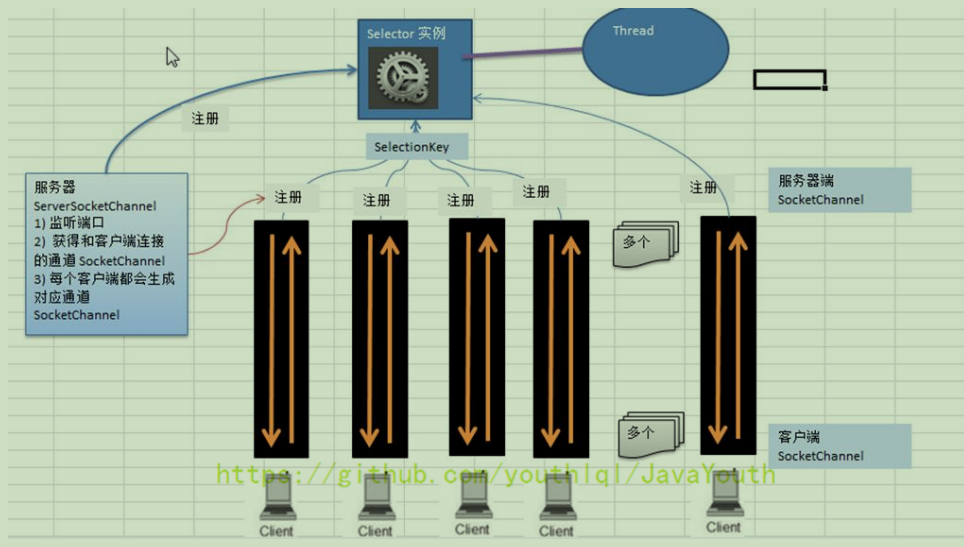 Selector 实例
Thread
注册
SelectionKey
服务器
ServerSocketChannel
1) 监听端口
2) 获得和客户端连接
的通道 SocketChannel
3) 每个客户端都会生成
对应通道
SocketChannel
注册
注册
注册
注册
注册
服务器端
SocketChannel
多个
多个
客户端
SocketChannel
https://github.com/youthlql/JavaYouth
Client
Client
Client
Client
Client